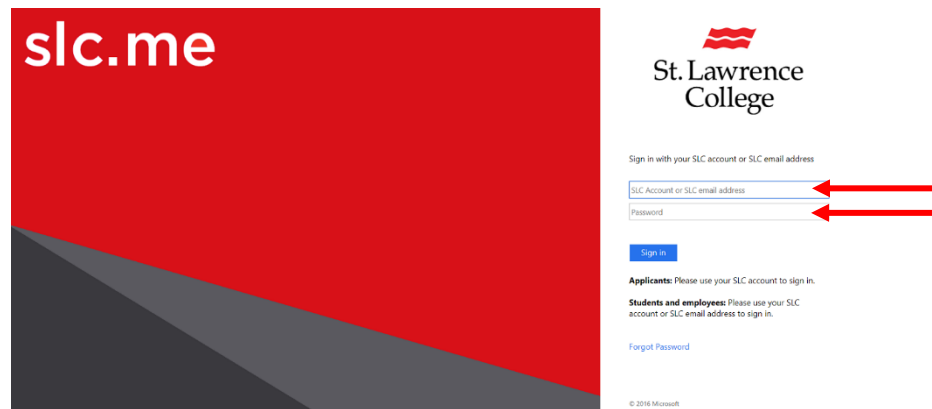 slc.me
St. Lawrence
College
Sign in with your SLC account or SLC email address
SLC Account or SLC email address
Password
Sign in
Applicants: Please use your SLC account to sign in.
Students and employees: Please use your SLC
account or SLC email address to sign in.
Forgot Password
© 2016 Microsoft